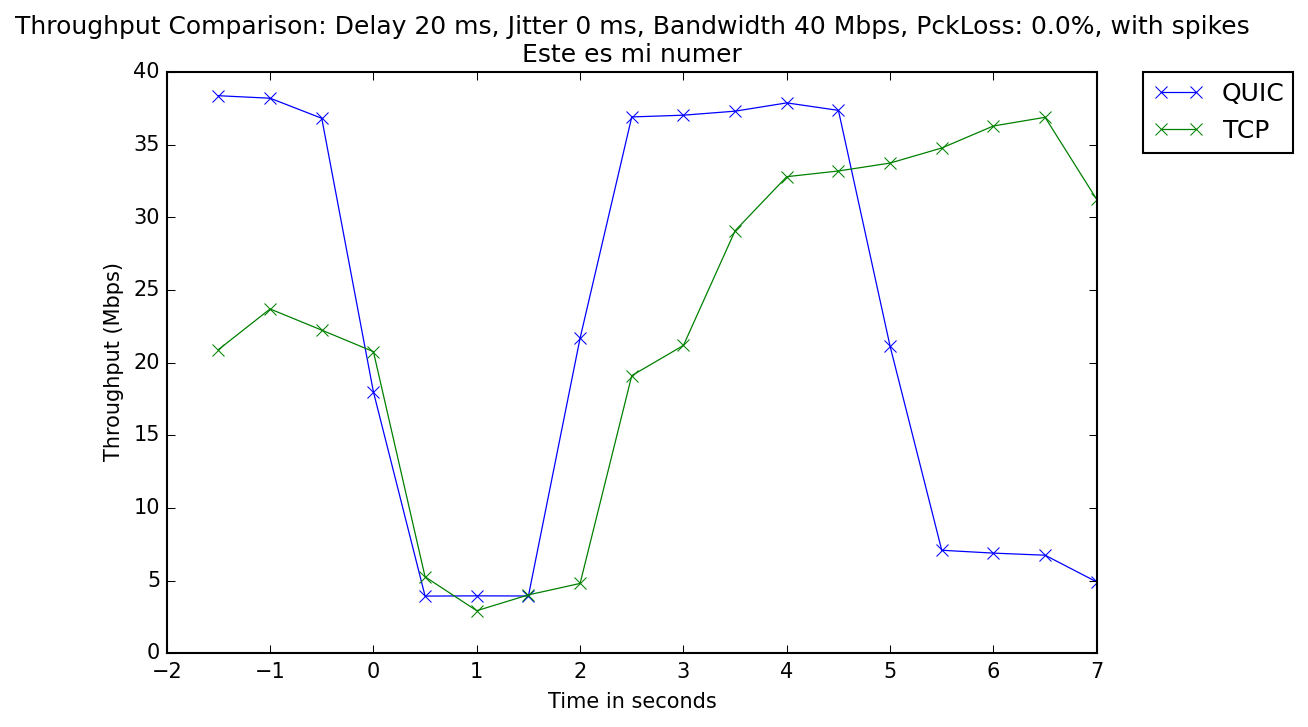 Throughput Comparison: Delay 20 ms, Jitter 0 ms, Bandwidth 40 Mbps, PckLoss: 0.0%, with spikes
Este es mi numer
QUIC
TCP
Throughput (Mbps)
40
35
30
25
20
15
10
5
0
−2 −1 0 1 2 3 4 5 6 7
Time in seconds